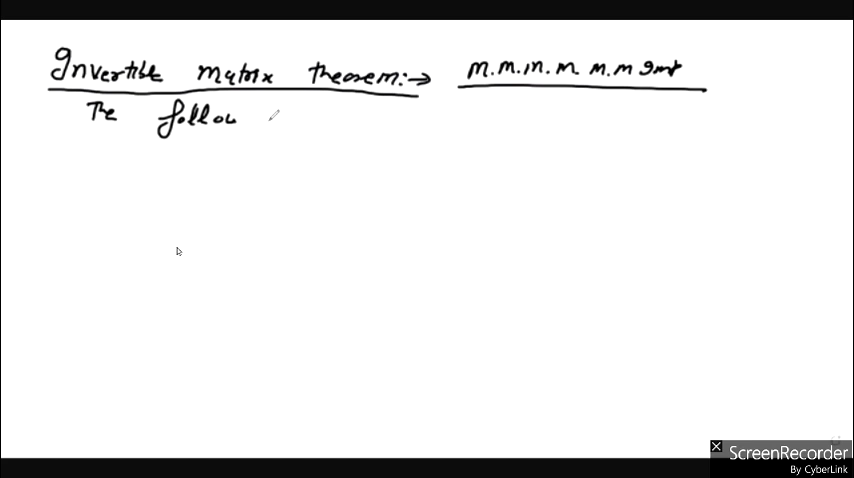 Invertible matrix theorem:→ m.m.m.m m.m Imt
The follow
ScreenRecorder
By CyberLink